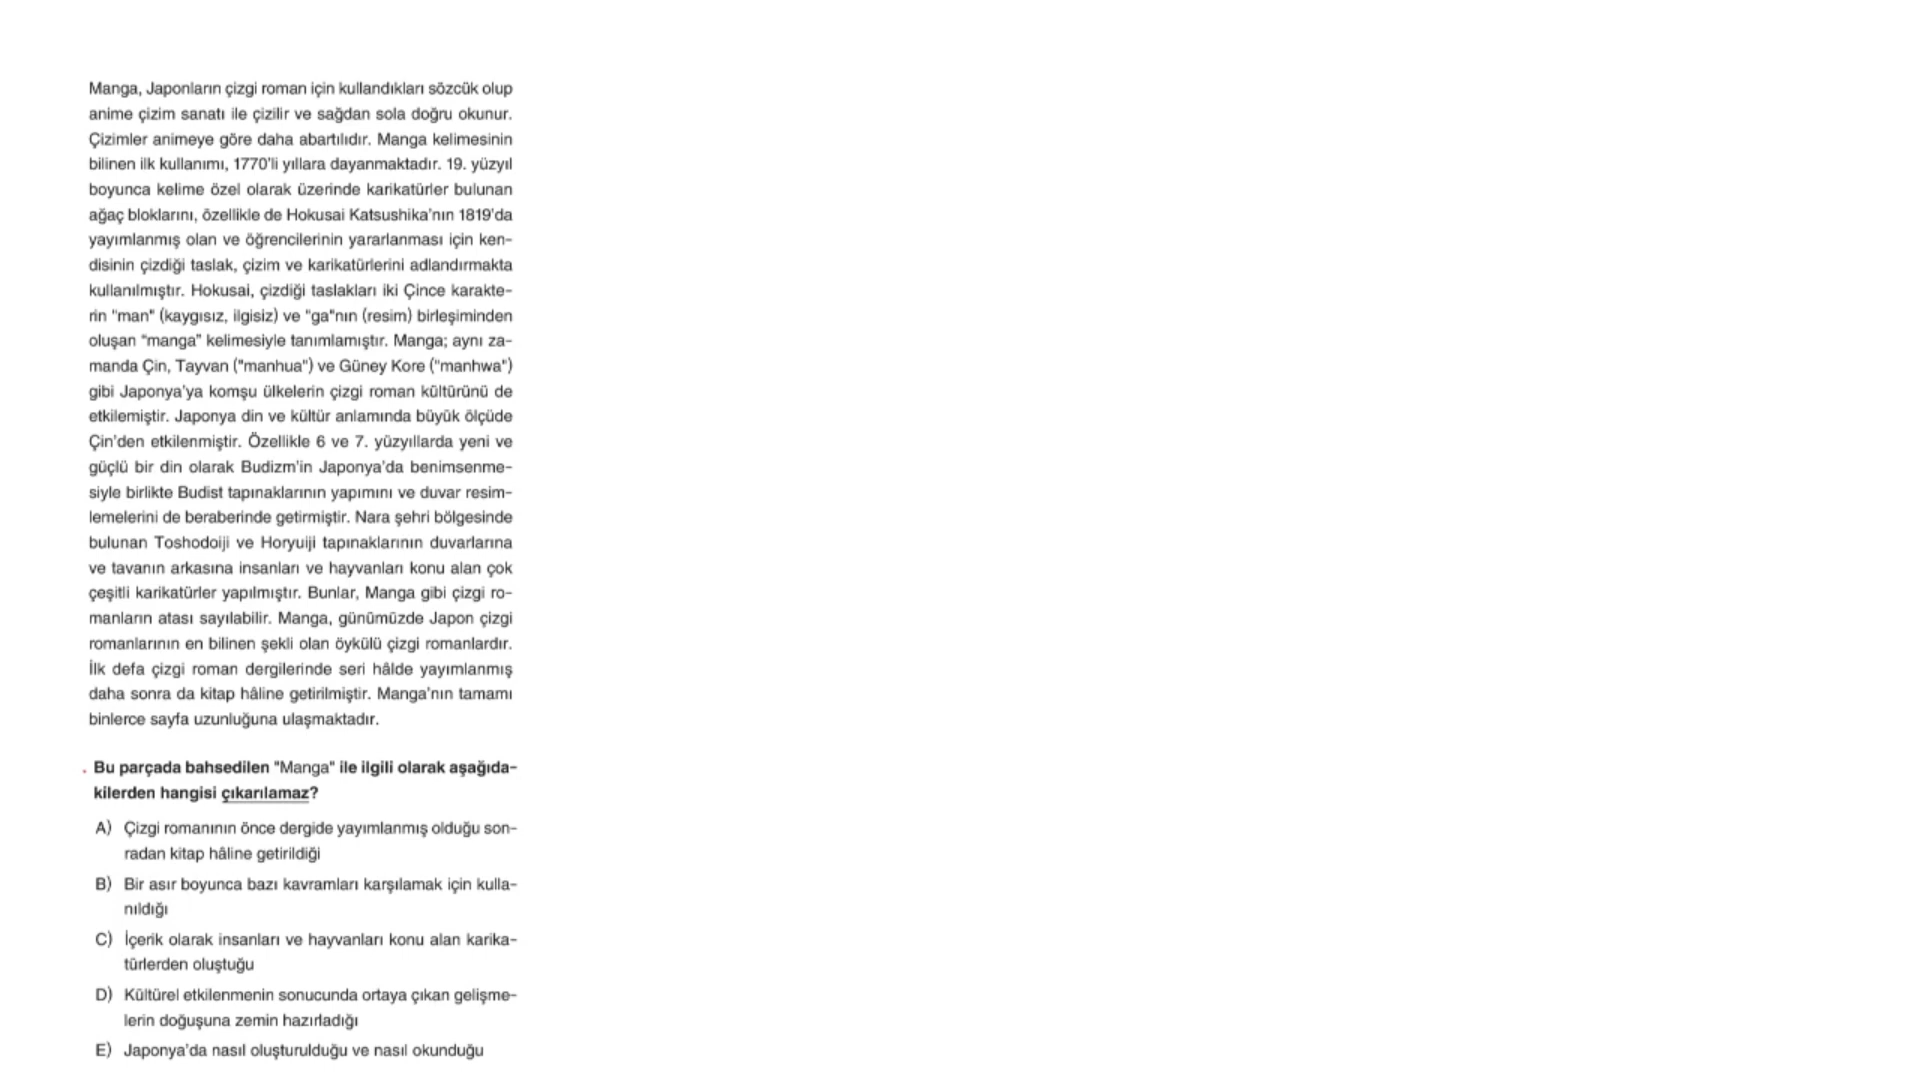 Manga, Japonların çizgi roman için kullandıkları sözcük olup
anime çizim sanatı ile çizilir ve sağdan sola doğru okunur.
Çizimler animeye göre daha abartılıdır. Manga kelimesinin
bilinen ilk kullanımı, 1770'li yıllara dayanmaktadır. 19. yüzyıl
boyunca kelime özel olarak üzerinde karikatürler bulunan
ağaç bloklarını, özellikle de Hokusai Katsushika'nın 1819'da
yayımlanmış olan ve öğrencilerinin yararlanması için ken-
disinin çizdiği taslak, çizim ve karikatürlerini adlandırmakta
kullanılmıştır. Hokusai, çizdiği taslakları iki Çince karakte-
rin "man" (kaygısız, ilgisiz) ve "ga"nın (resim) birleşiminden
oluşan “manga” kelimesiyle tanımlamıştır. Manga; aynı za-
manda Çin, Tayvan ("manhua") ve Güney Kore ("manhwa")
gibi Japonya'ya komşu ülkelerin çizgi roman kültürünü de
etkilemiştir. Japonya din ve kültür anlamında büyük ölçüde
Çin'den etkilenmiştir. Özellikle 6 ve 7. yüzyıllarda yeni ve
güçlü bir din olarak Budizm'in Japonya'da benimsenme-
siyle birlikte Budist tapınaklarının yapımını ve duvar resim-
lemelerini de beraberinde getirmiştir. Nara şehri bölgesinde
bulunan Toshodoiji ve Horyuiji tapınaklarının duvarlarına
ve tavanın arkasına insanları ve hayvanları konu alan çok
çeşitli karikatürler yapılmıştır. Bunlar, Manga gibi çizgi ro-
manların atası sayılabilir. Manga, günümüzde Japon çizgi
romanlarının en bilinen şekli olan öykülü çizgi romanlardır.
İlk defa çizgi roman dergilerinde seri hâlde yayımlanmış
daha sonra da kitap hâline getirilmiştir. Manga'nın tamamı
binlerce sayfa uzunluğuna ulaşmaktadır.
. Bu parçada bahsedilen "Manga" ile ilgili olarak aşağıda-
kilerden hangisi çıkarılamaz?
A) Çizgi romanının önce dergide yayımlanmış olduğu son-
radan kitap hâline getirildiği
B) Bir asır boyunca bazı kavramları karşılamak için kulla-
nıldığı
C) İçerik olarak insanları ve hayvanları konu alan karika-
türlerden oluştuğu
D) Kültürel etkilenmenin sonucunda ortaya çıkan gelişme-
lerin doğuşuna zemin hazırladığı
E) Japonya'da nasıl oluşturulduğu ve nasıl okunduğu